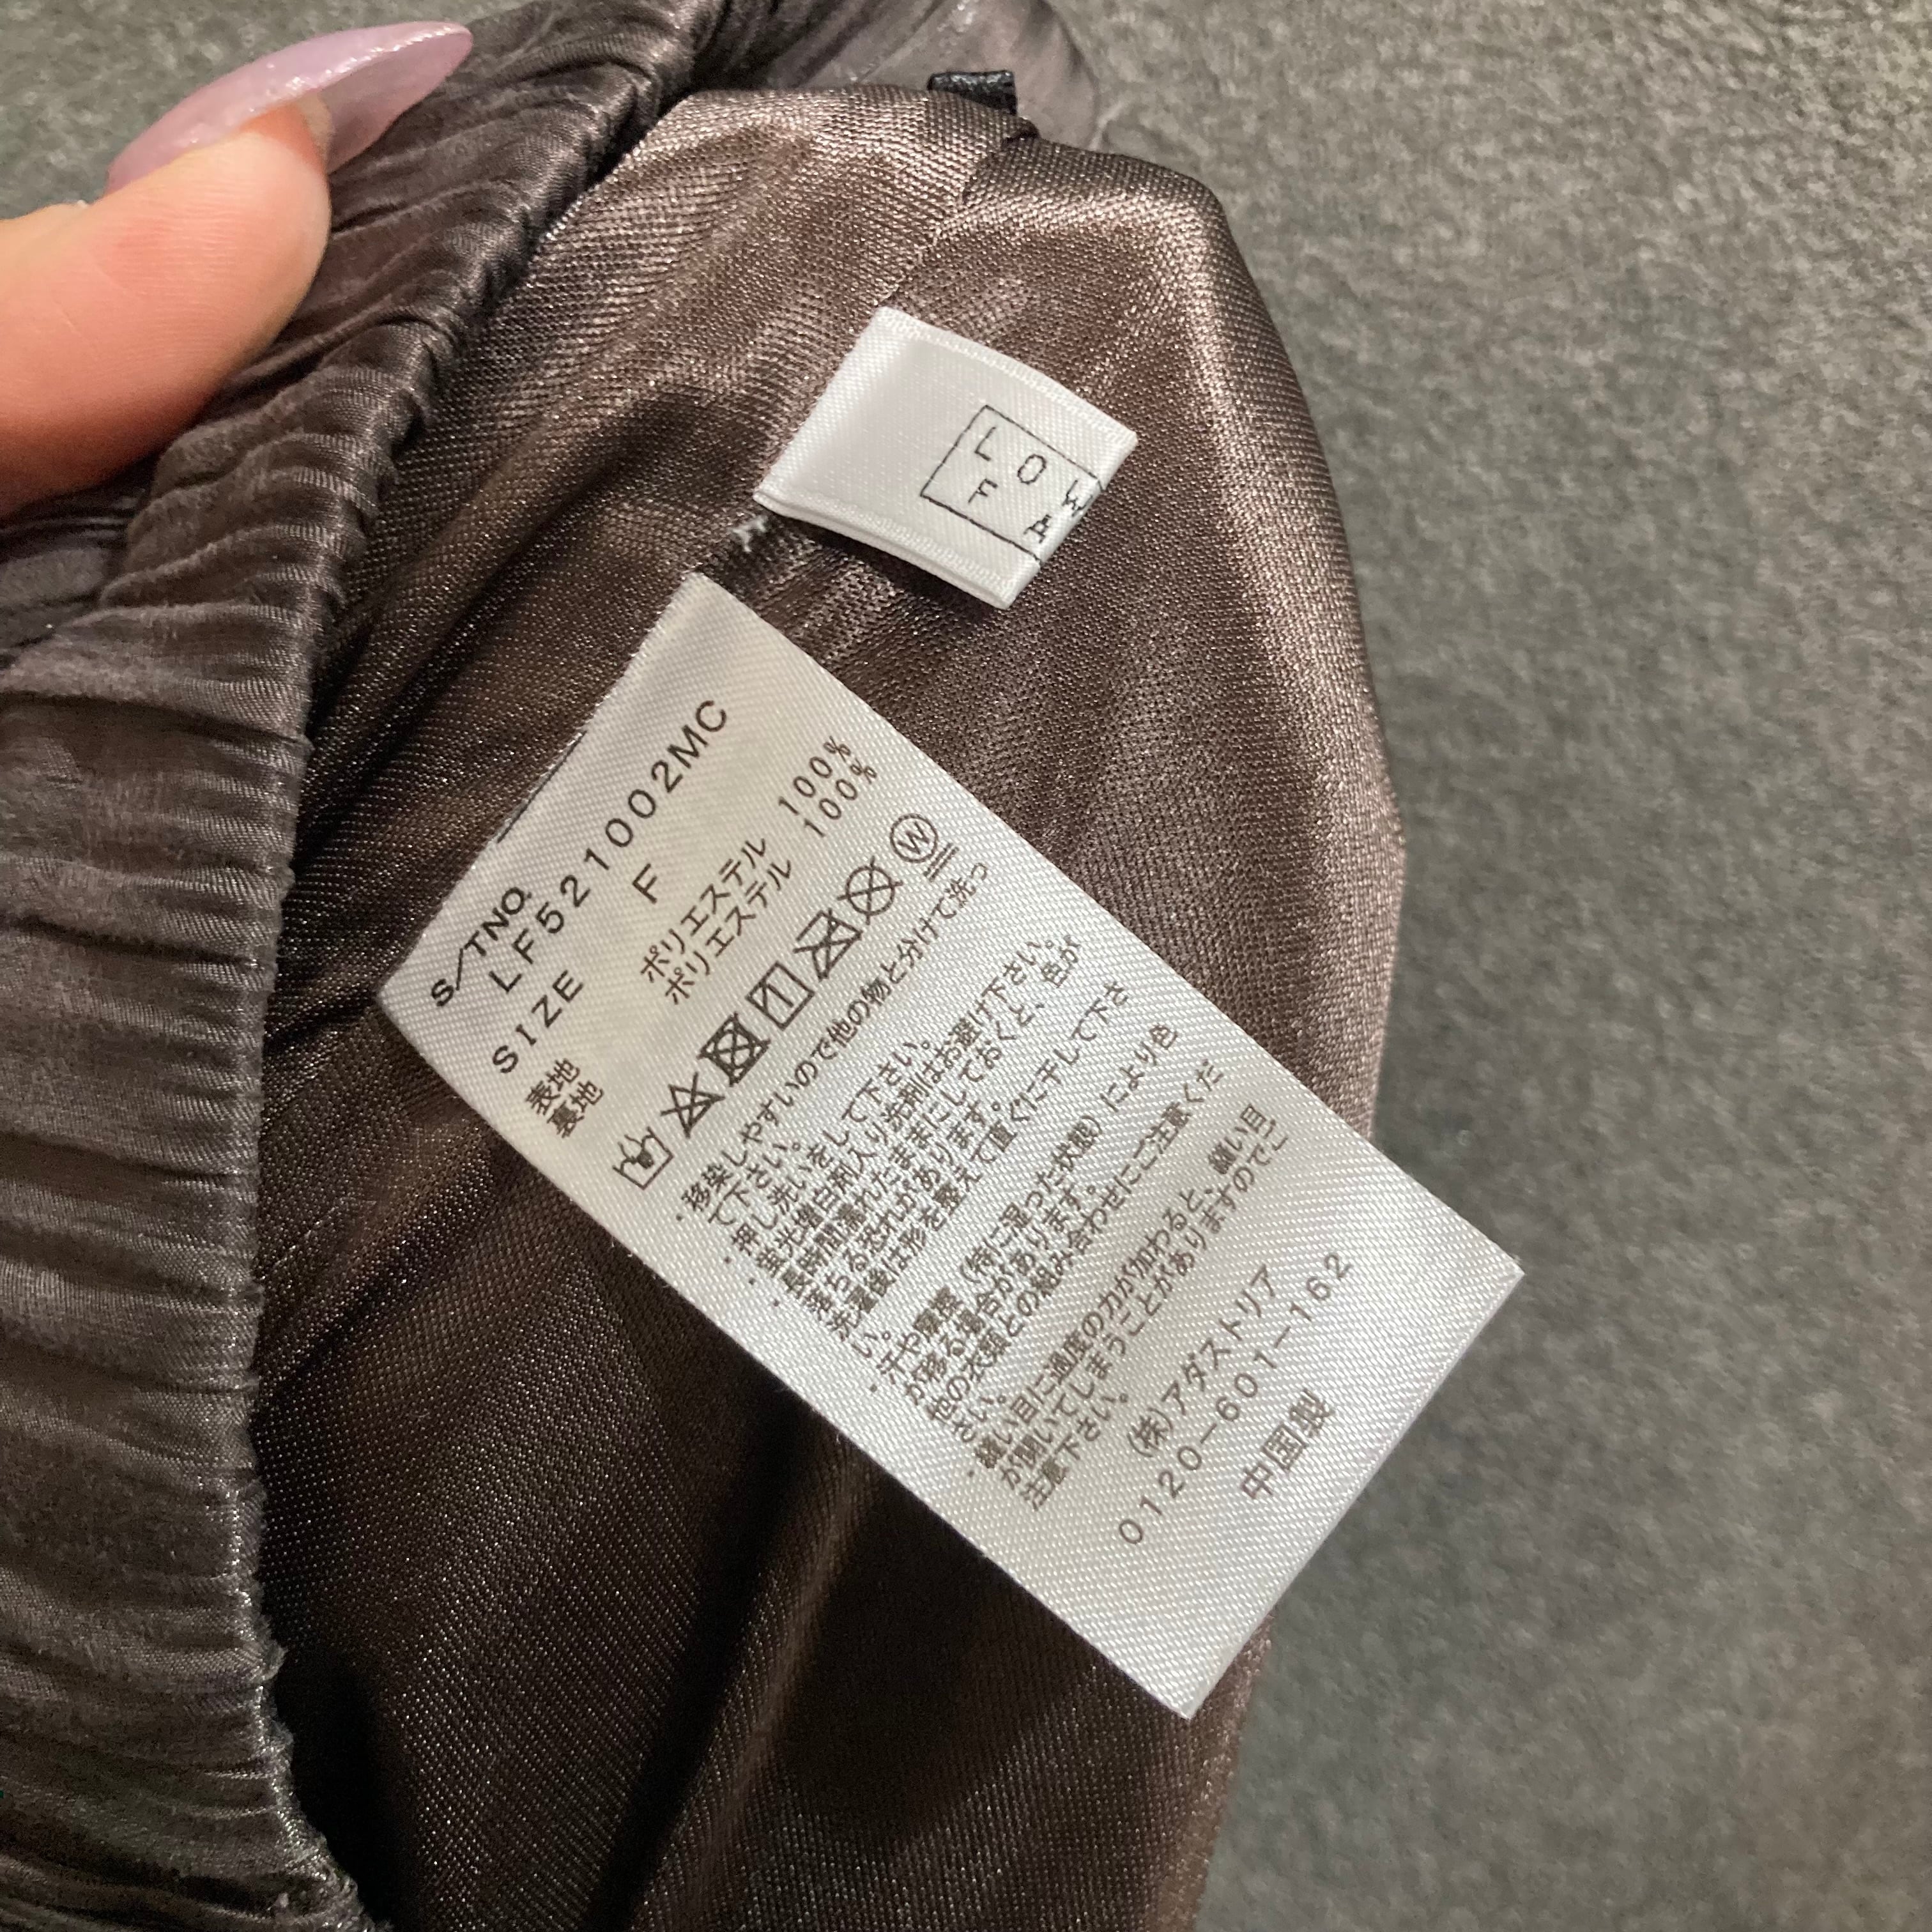 L O W
F A
S/TNO.
LF521002MC
SIZE F
表地 ポリエステル 100%
裏地 ポリエステル 100%
W
・移染しやすいので他の物と分けて洗っ
て下さい。
・押し洗いをして下さい。
・蛍光増白剤入り洗剤はお避け下さい。
・長時間濡れたままにしておくと、色が
落ちる恐れがあります。
・洗濯後は形を整えて直ぐに干して下さ
い。
・汗や摩擦（特に湿った状態）により色
が移る場合があります。
他の衣類との組み合わせにご注意くだ
さい。
・縫い目に過度の力が加わると、縫い目
が開いてしまうことがありますのでご
注意下さい。
（株）アダストリア
0120-601-162
中国製